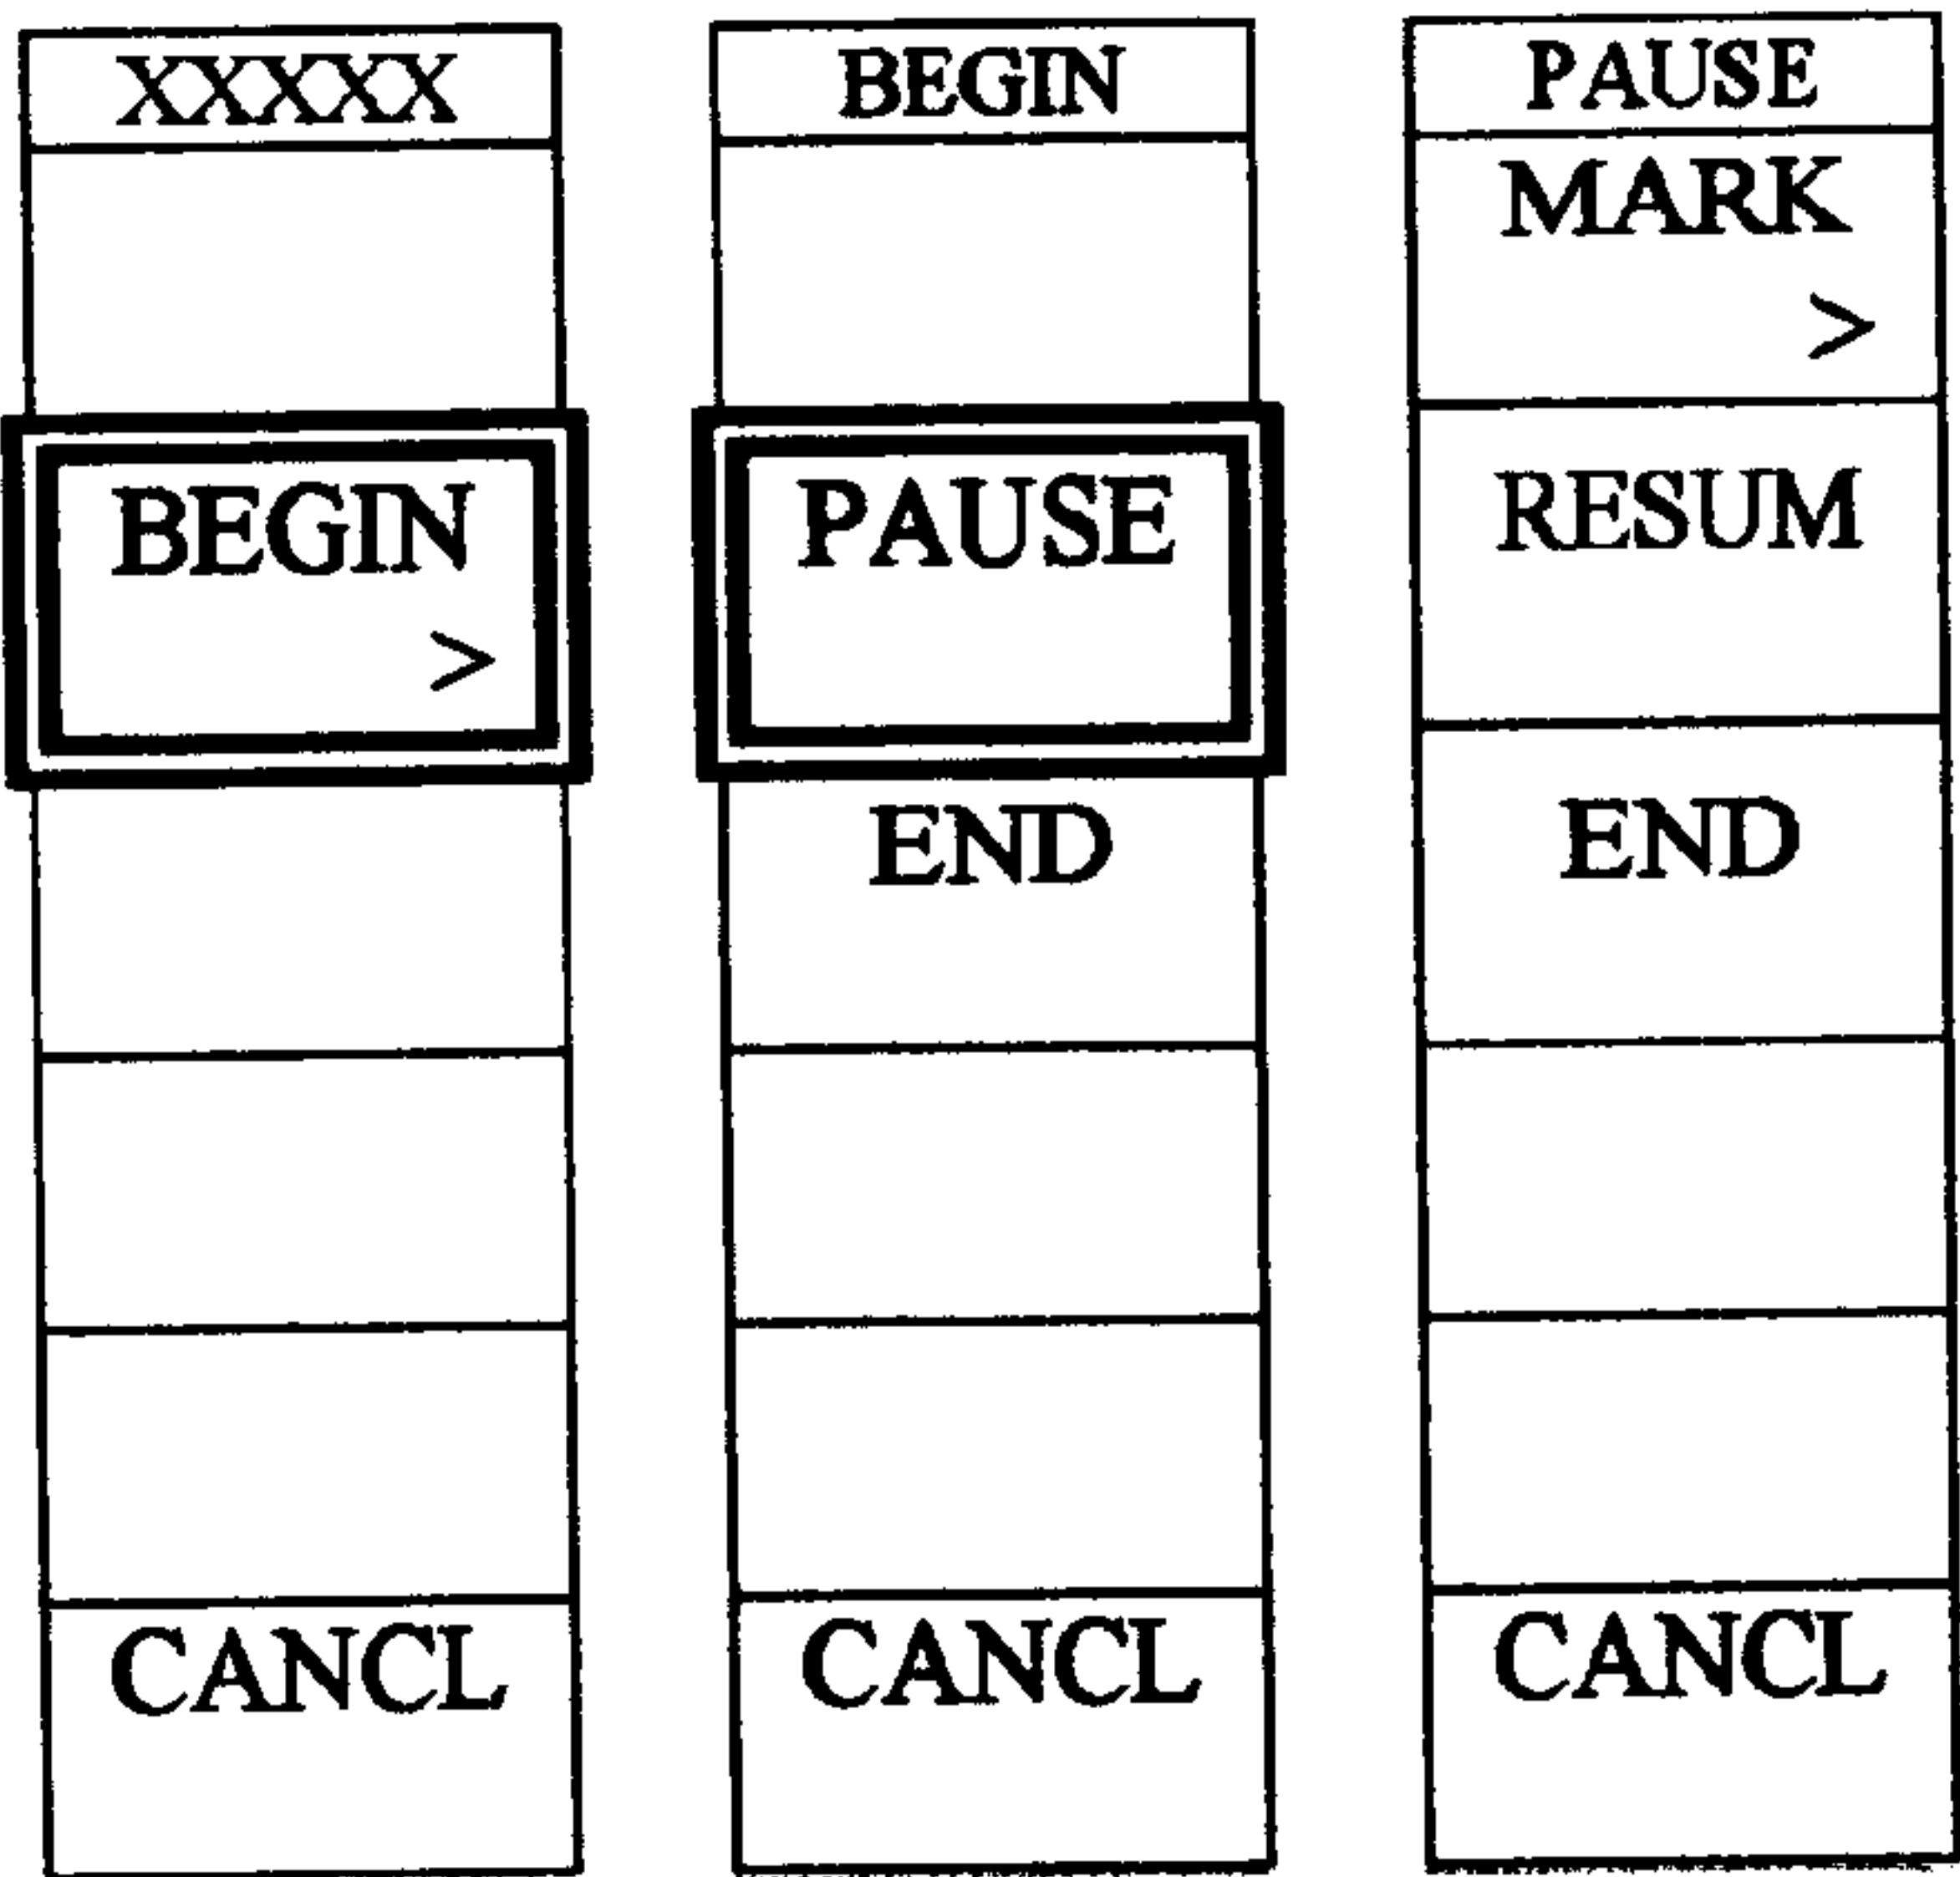 XXXXX
BEGIN
>
CANCL
BEGIN
PAUSE
END
CANCL
PAUSE
MARK
>
RESUM
END
CANCL